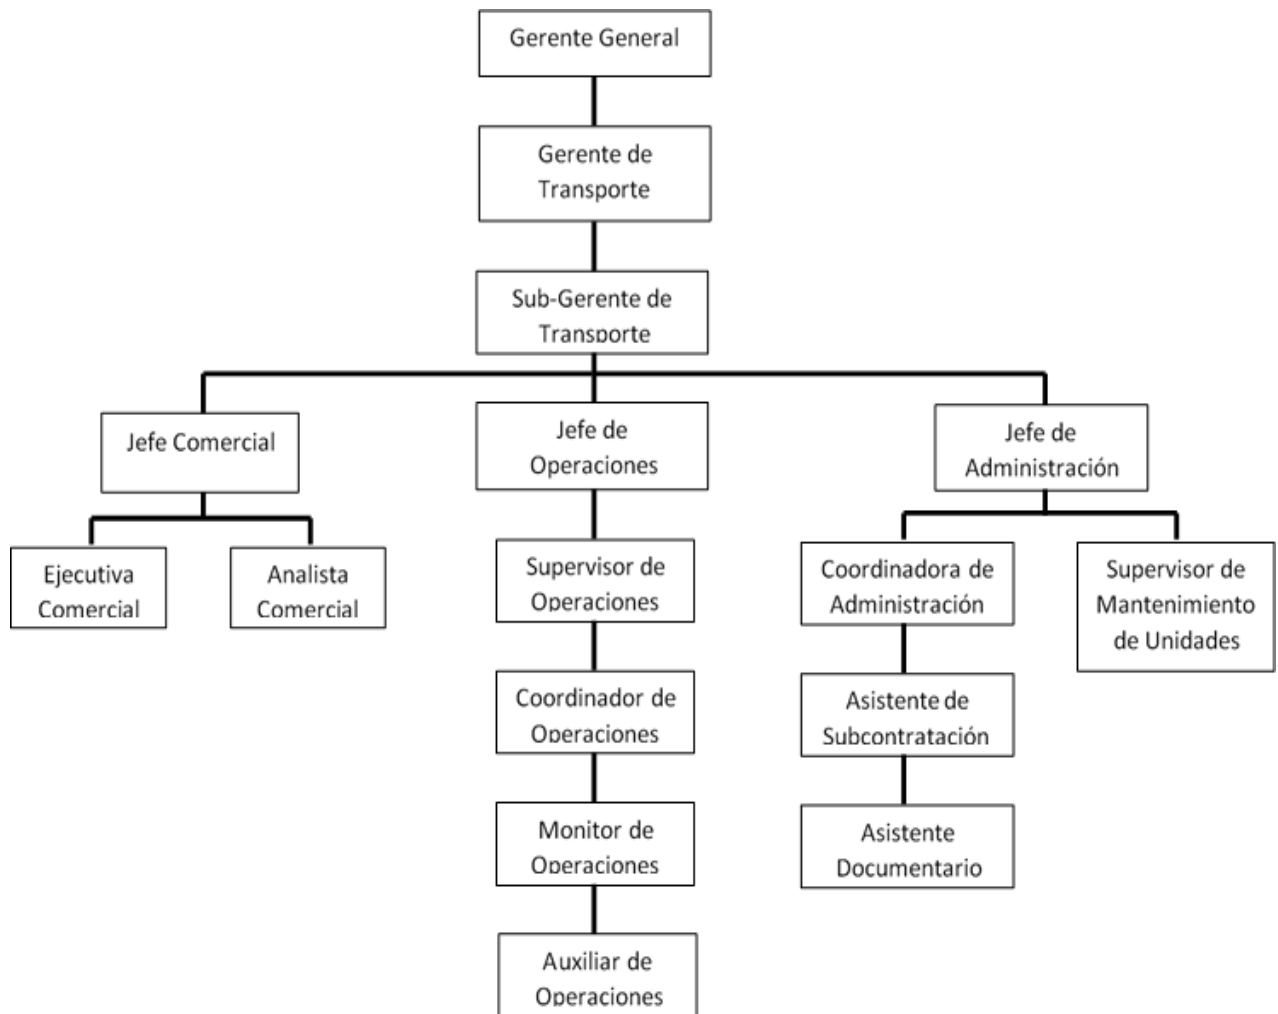 Gerente General
Gerente de
Transporte
Sub-Gerente de
Transporte
Jefe Comercial
Jefe de
Operaciones
Jefe de
Administración
Ejecutiva
Comercial
Analista
Comercial
Supervisor de
Operaciones
Coordinadora de
Administración
Supervisor de
Mantenimiento
de Unidades
Coordinador de
Operaciones
Asistente de
Subcontratación
Monitor de
Operaciones
Asistente
Documentario
Auxiliar de
Operaciones